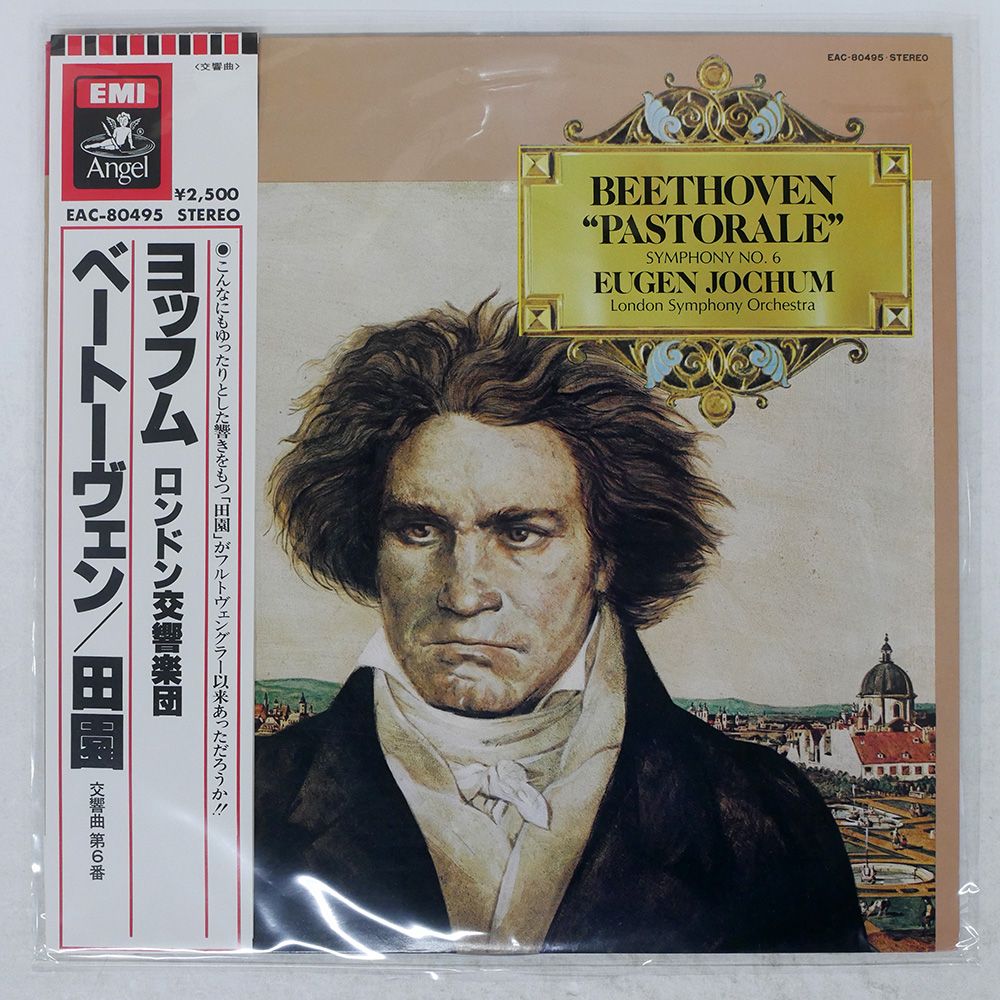 〈交響曲〉
EMI
Angel
¥2,500
EAC-80495 STEREO
●こんなにもゆったりとした響きをもつ「田園」がフルトヴェングラー以来あっただろうか!!
ヨッフム ロンドン交響楽団
ベートーヴェン/田園 交響曲 第6番
EAC-80495・STEREO
BEETHOVEN
“PASTORALE”
SYMPHONY NO. 6
EUGEN JOCHUM
London Symphony Orchestra